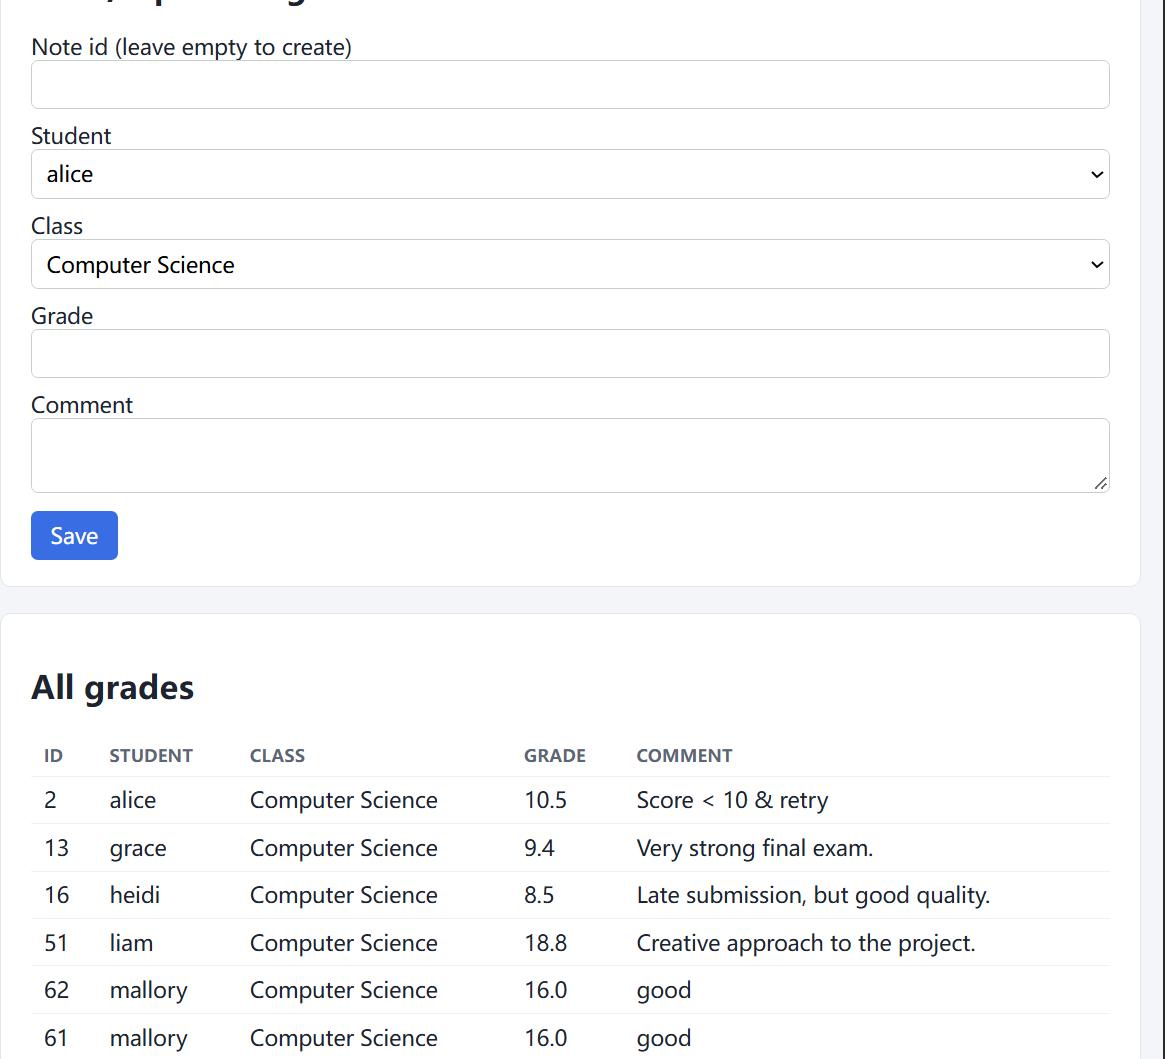 Note id (leave empty to create)
Student
alice
Class
Computer Science
Grade
Comment
Save
All grades
ID STUDENT CLASS GRADE COMMENT
2 alice Computer Science 10.5 Score < 10 & retry
13 grace Computer Science 9.4 Very strong final exam.
16 heidi Computer Science 8.5 Late submission, but good quality.
51 liam Computer Science 18.8 Creative approach to the project.
62 mallory Computer Science 16.0 good
61 mallory Computer Science 16.0 good